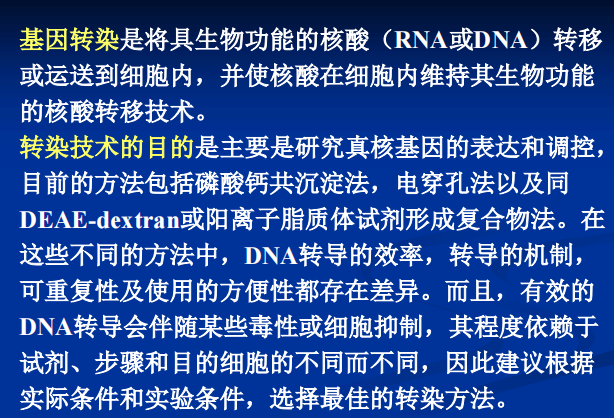 基因转染是将具生物功能的核酸（RNA或DNA）转移
或运送到细胞内，并使核酸在细胞内维持其生物功能
的核酸转移技术。
转染技术的目的是主要是研究真核基因的表达和调控，
目前的方法包括磷酸钙共沉淀法，电穿孔法以及同
DEAE-dextran或阳离子脂质体试剂形成复合物法。在
这些不同的方法中，DNA转导的效率，转导的机制，
可重复性及使用的方便性都存在差异。而且，有效的
DNA转导会伴随某些毒性或细胞抑制，其程度依赖于
试剂、步骤和目的细胞的不同而不同，因此建议根据
实际条件和实验条件，选择最佳的转染方法。